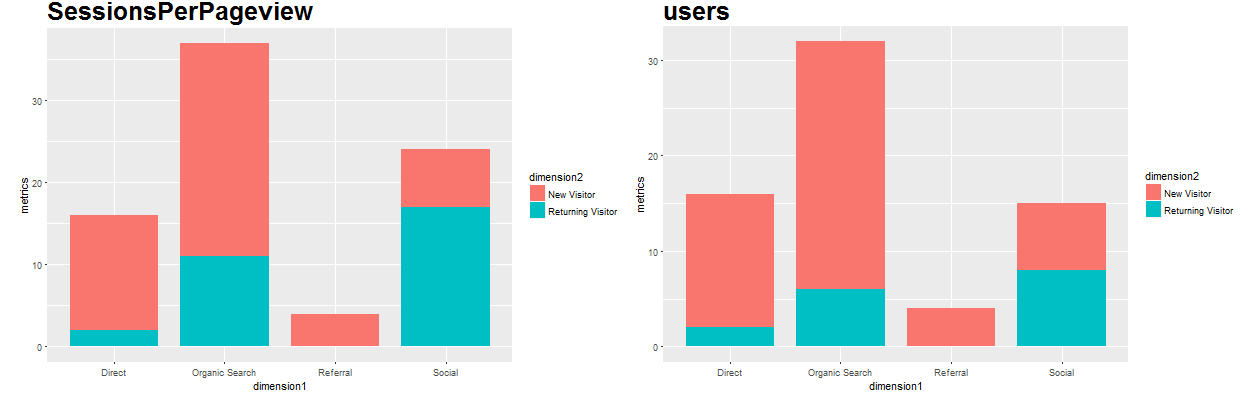 SessionsPerPageview
metrics
30
20
10
0
Direct
Organic Search
Referral
Social
dimension1
dimension2
New Visitor
Returning Visitor
users
metrics
30
20
10
0
Direct
Organic Search
Referral
Social
dimension1
dimension2
New Visitor
Returning Visitor